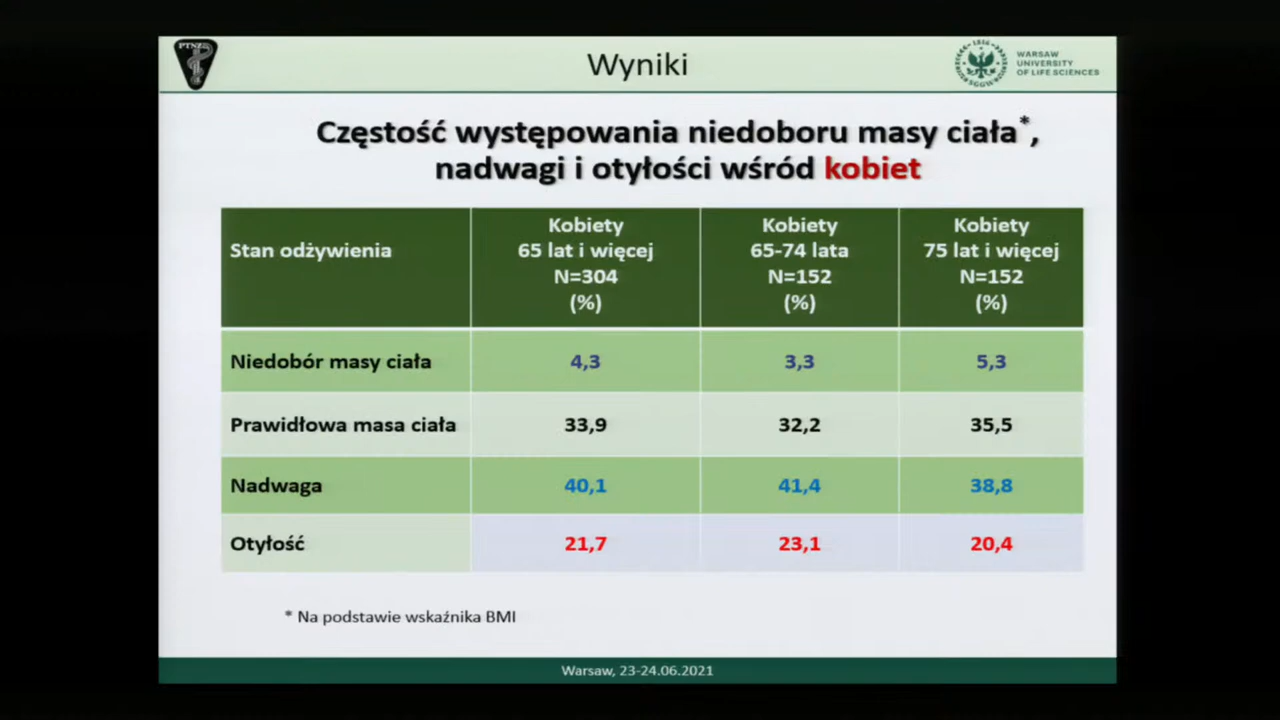 PTNZ
Wyniki
WARSAW
UNIVERSITY
OF LIFE SCIENCES
1816
SGGW
Częstość występowania niedoboru masy ciała*,
nadwagi i otyłości wśród kobiet
Stan odżywienia
Kobiety
65 lat i więcej
N=304
(%)
Kobiety
65-74 lata
N=152
(%)
Kobiety
75 lat i więcej
N=152
(%)
Niedobór masy ciała 4,3 3,3 5,3
Prawidłowa masa ciała 33,9 32,2 35,5
Nadwaga 40,1 41,4 38,8
Otyłość 21,7 23,1 20,4
* Na podstawie wskaźnika BMI
Warsaw, 23-24.06.2021